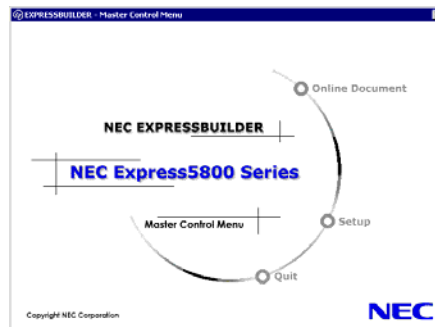 EXPRESSBUILDER - Master Control Menu
Online Document
NEC EXPRESSBUILDER
NEC Express5800 Series
Setup
Master Control Menu
Quit
Copyright NEC Corporation
NEC